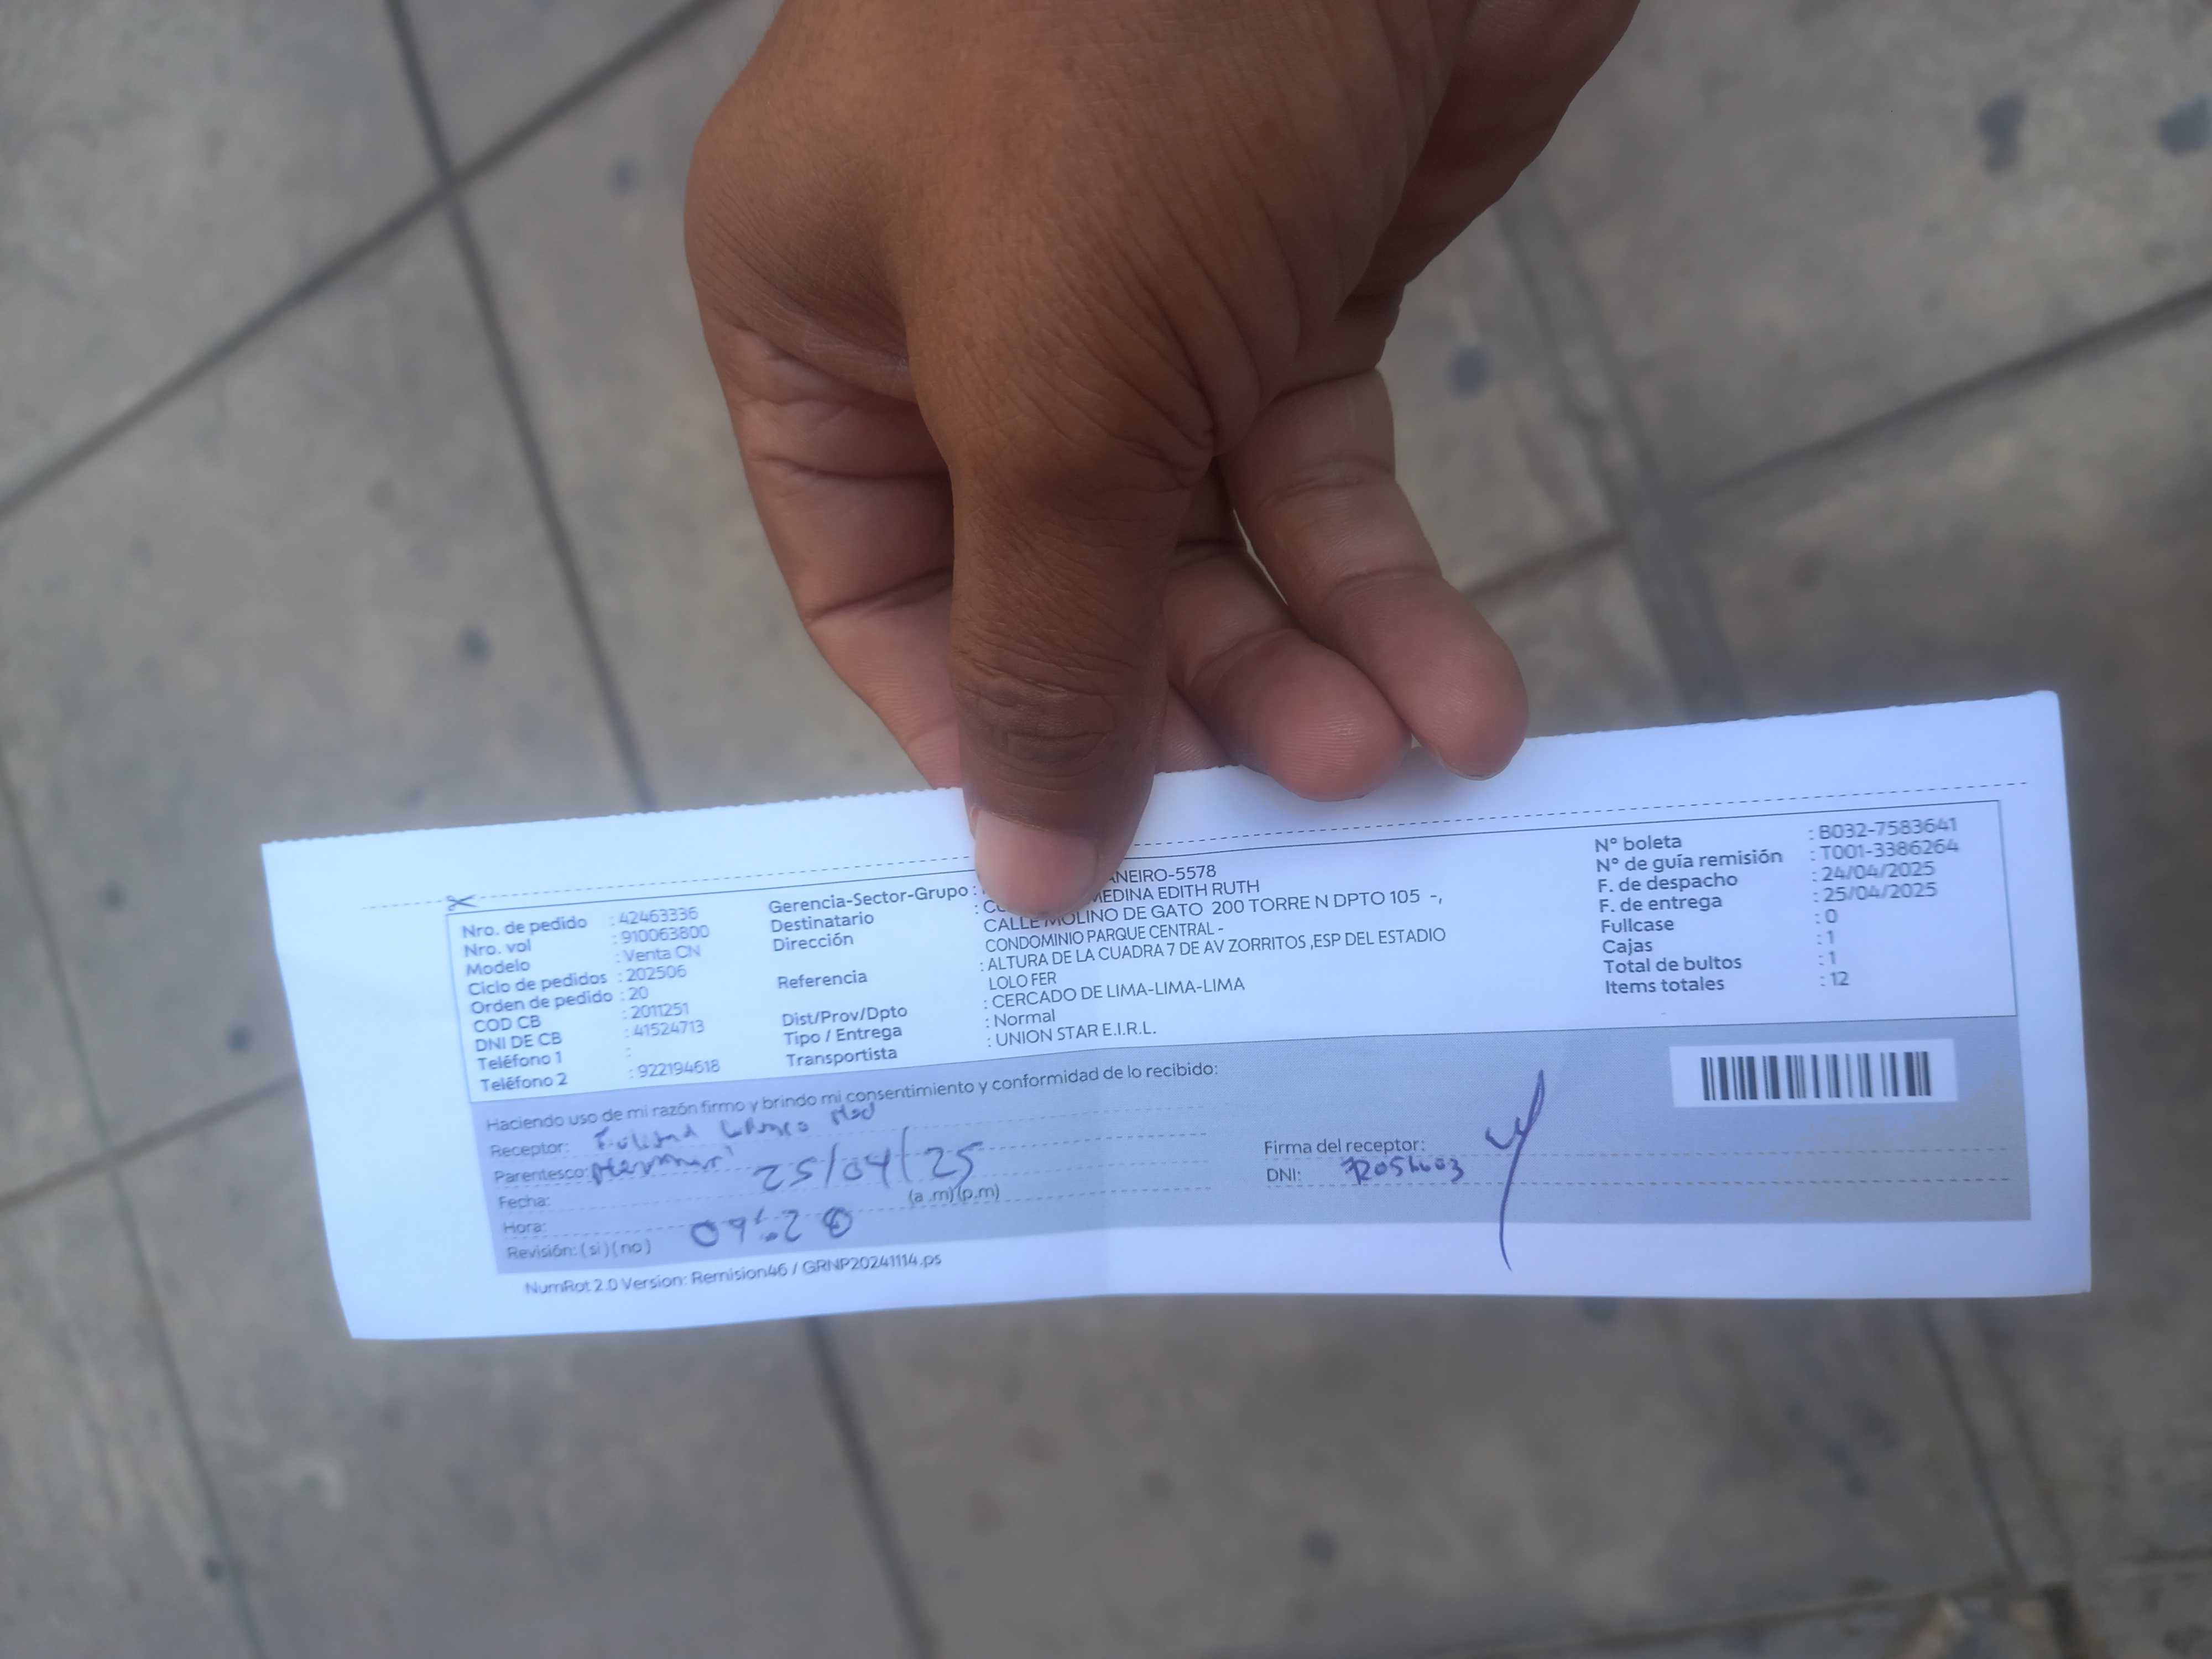 Nro. de pedido : 42463336
Nro. vol : 910063800
Modelo : Venta CN
Ciclo de pedidos : 202506
Orden de pedido : 20
COD CB : 2011251
DNI DE CB : 41524713
Teléfono 1 :
Teléfono 2 : 922194618
Gerencia-Sector-Grupo : ANEIRO-5578
Destinatario : MEDINA EDITH RUTH
Dirección CALLE MOLINO DE GATO 200 TORRE N DPTO 105 -,
CONDOMINIO PARQUE CENTRAL -
Referencia : ALTURA DE LA CUADRA 7 DE AV ZORRITOS ,ESP DEL ESTADIO
LOLO FER
Dist/Prov/Dpto : CERCADO DE LIMA-LIMA-LIMA
Tipo / Entrega : Normal
Transportista : UNION STAR E.I.R.L.
N° boleta : B032-7583641
N° de guía remisión : T001-3386264
F. de despacho : 24/04/2025
F. de entrega : 25/04/2025
Fullcase : 0
Cajas : 1
Total de bultos : 1
Items totales : 12
Haciendo uso de mi razón firmo y brindo mi consentimiento y conformidad de lo recibido:
Receptor:
Parentesco:
Fecha: 25/04/25
Hora: 09:20 (a .m)(p.m)
Revisión: ( si ) ( no )
Firma del receptor:
DNI:
NumRot 2.0 Version: Remision46 / GRNP20241114.ps